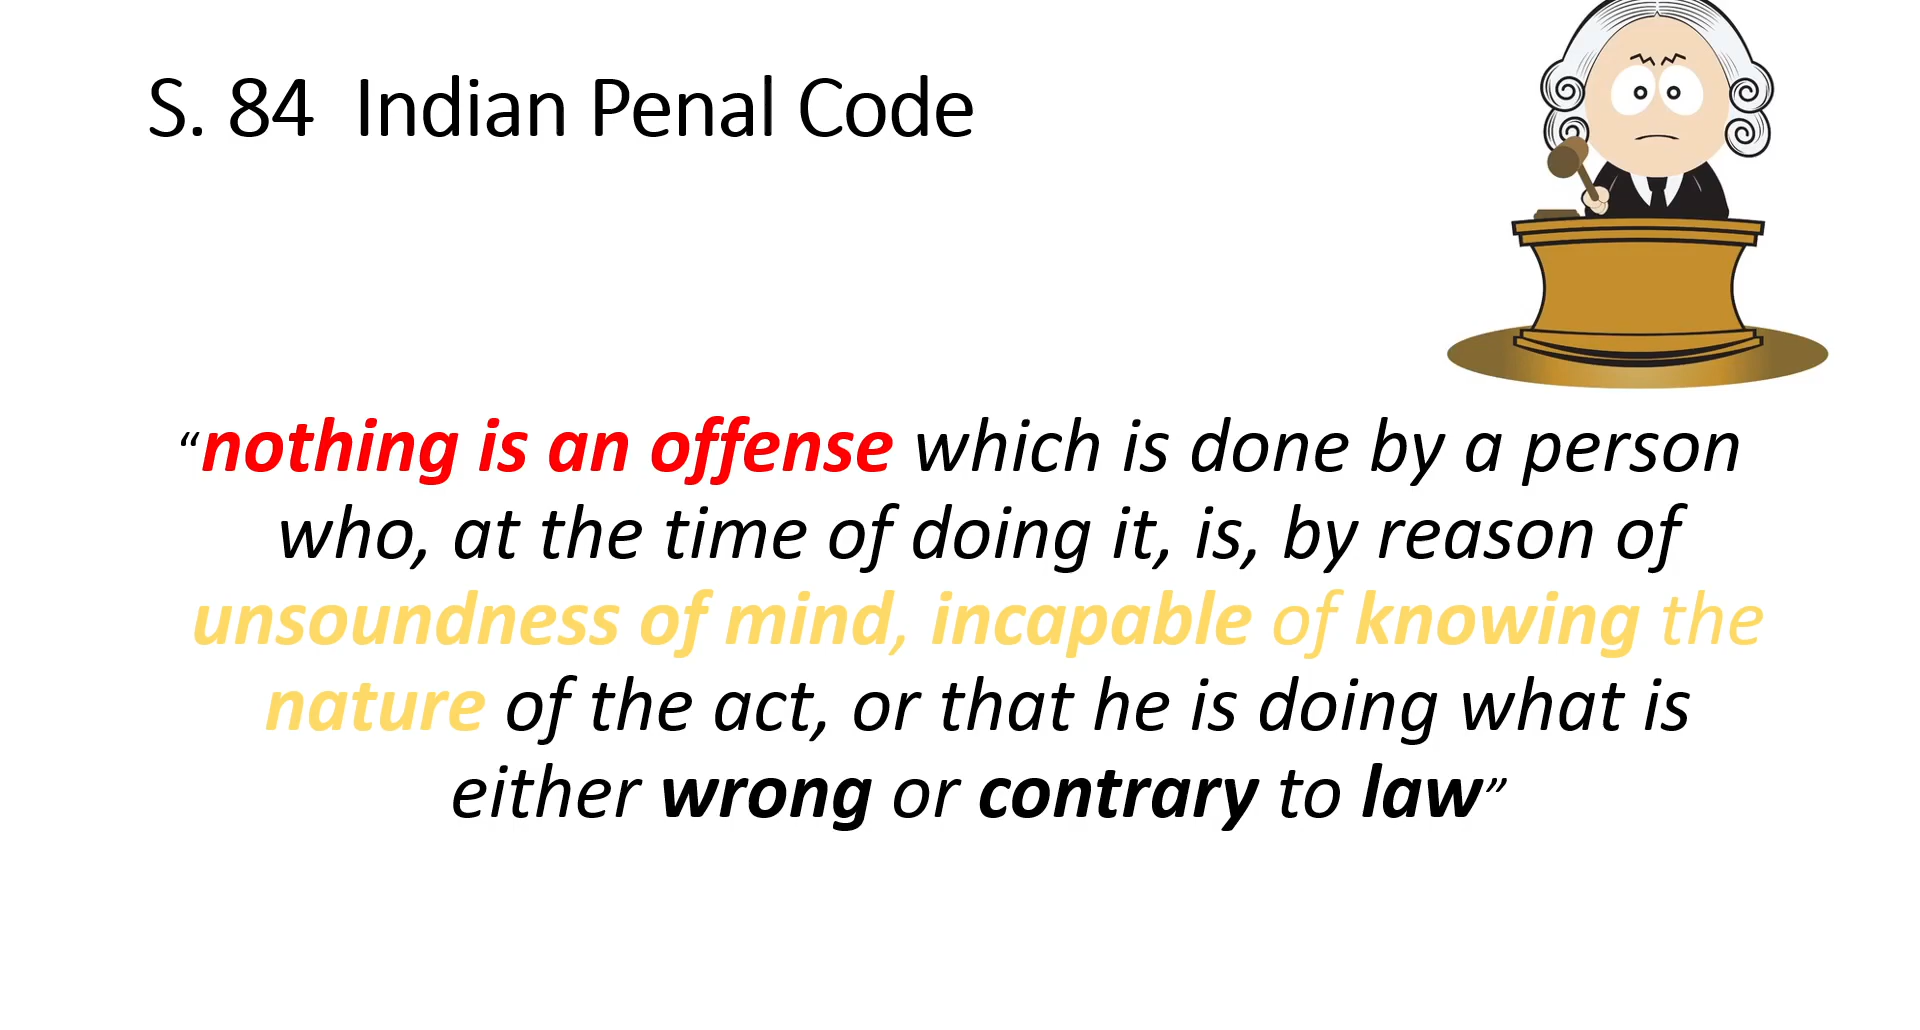 S. 84 Indian Penal Code
“nothing is an offense which is done by a person
who, at the time of doing it, is, by reason of
unsoundness of mind, incapable of knowing the
nature of the act, or that he is doing what is
either wrong or contrary to law”